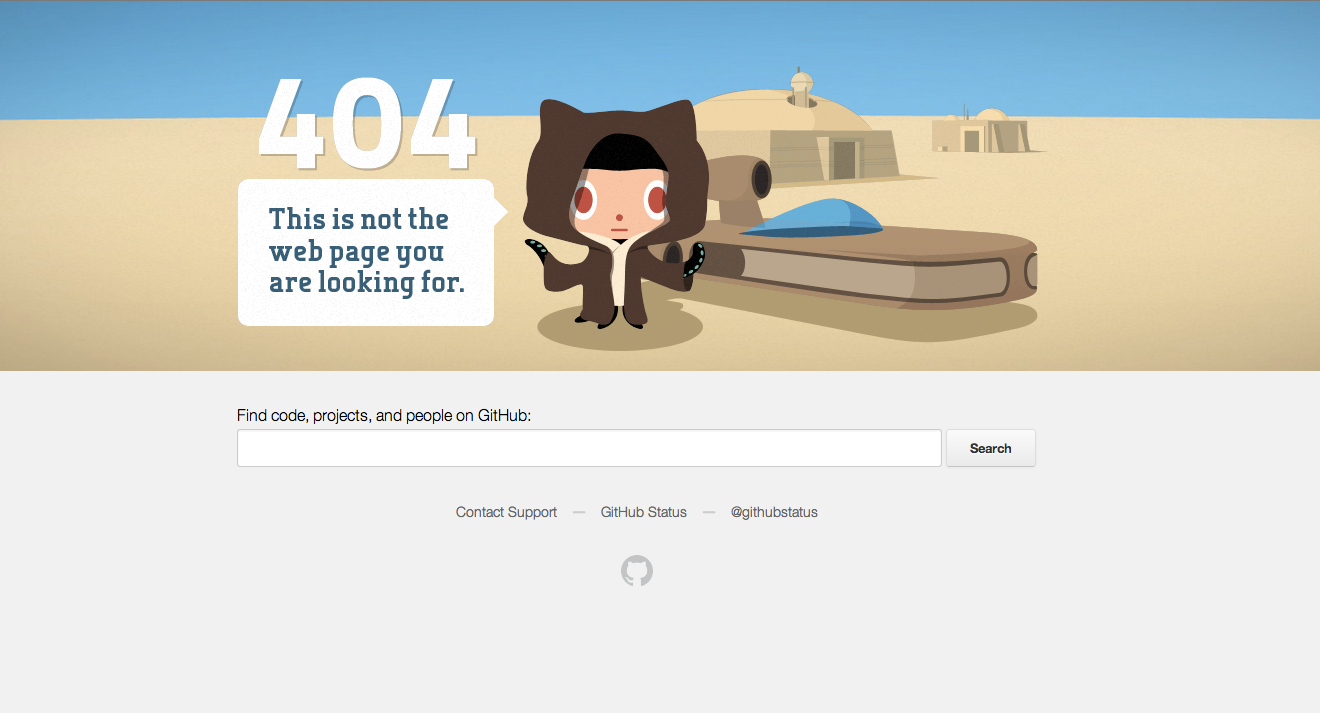 404
This is not the
web page you
are looking for.
Find code, projects, and people on GitHub:
Search
Contact Support — GitHub Status — @githubstatus